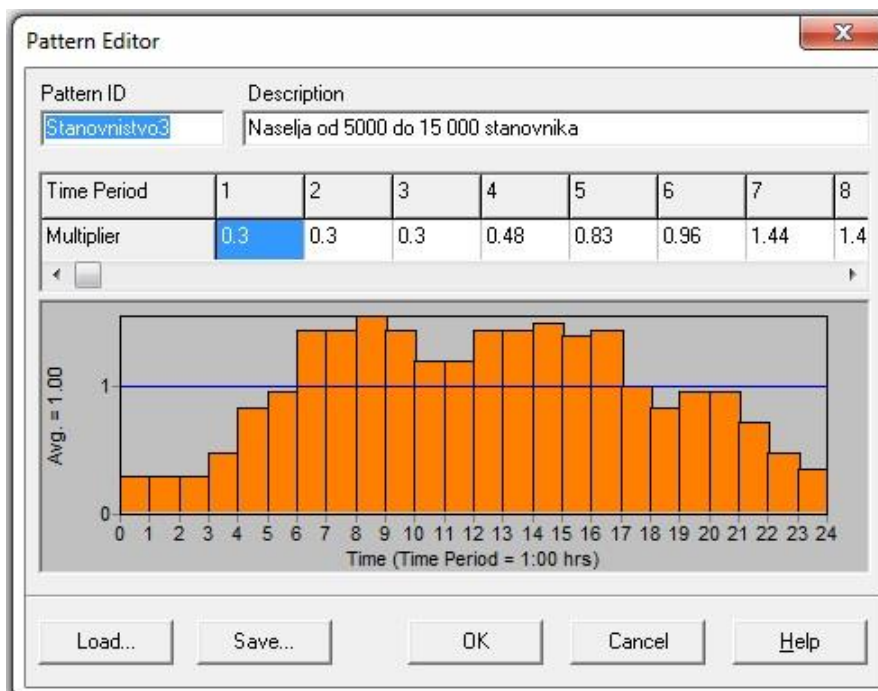 Pattern Editor
Pattern ID Description
Stanovnistvo3 Naselja od 5000 do 15 000 stanovnika
Time Period 1 2 3 4 5 6 7 8
Multiplier 0.3 0.3 0.3 0.48 0.83 0.96 1.44 1.4
Avg. = 1.00
1
0
0 1 2 3 4 5 6 7 8 9 10 11 12 13 14 15 16 17 18 19 20 21 22 23 24
Time (Time Period = 1:00 hrs)
Load... Save... OK Cancel Help